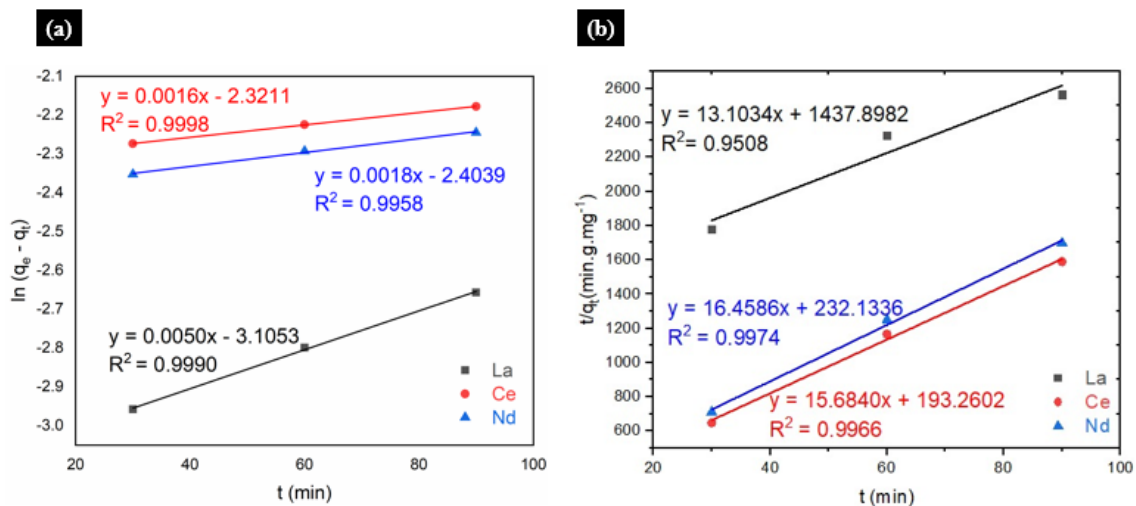 (a)
ln (qₑ - qₜ)
-2.1
-2.2
-2.3
-2.4
-2.5
-2.6
-2.7
-2.8
-2.9
-3.0
y = 0.0016x - 2.3211
R² = 0.9998
y = 0.0018x - 2.4039
R² = 0.9958
y = 0.0050x - 3.1053
R² = 0.9990
La
Ce
Nd
20
40
60
80
100
t (min)
(b)
t/qₜ(min.g.mg⁻¹)
2600
2400
2200
2000
1800
1600
1400
1200
1000
800
600
y = 13.1034x + 1437.8982
R²= 0.9508
y = 16.4586x + 232.1336
R² = 0.9974
y = 15.6840x + 193.2602
R² = 0.9966
La
Ce
Nd
20
40
60
80
100
t (min)